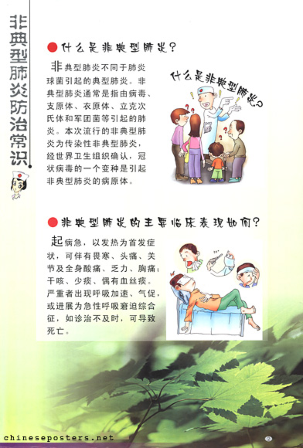 非典型肺炎防治常识
什么是非典型肺炎？
非典型肺炎不同于肺炎
球菌引起的典型肺炎。非
典型肺炎通常是指由病毒、
支原体、衣原体、立克次
氏体和军团菌等引起的肺
炎。本次流行的非典型肺
炎为传染性非典型肺炎，
经世界卫生组织确认，冠
状病毒的一个变种是引起
非典型肺炎的病原体。
什么是非典型肺炎？
非典型肺炎的主要临床表现如何？
起病急，以发热为首发症
状，可伴有畏寒、头痛、关
节及全身酸痛、乏力、胸痛；
干咳、少痰、偶有血丝痰。
严重者出现呼吸加速、气促，
或进展为急性呼吸窘迫综合
征，如诊治不及时，可导致
死亡。
chineseposters.net